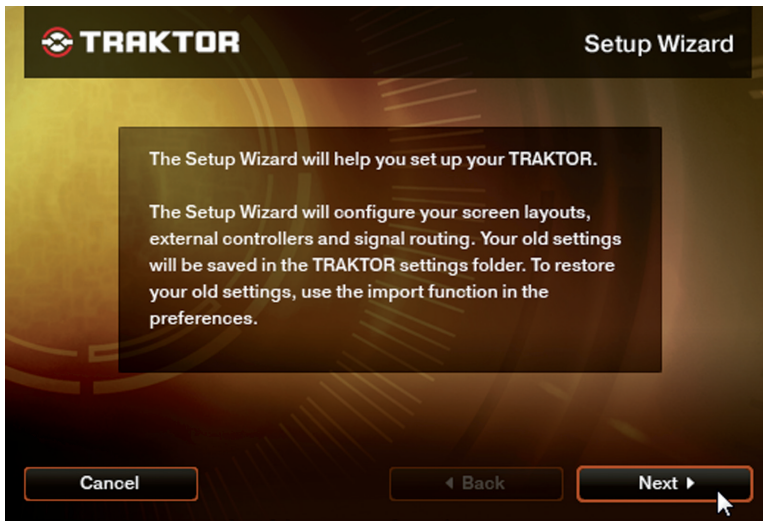 TRAKTOR
Setup Wizard
The Setup Wizard will help you set up your TRAKTOR.
The Setup Wizard will configure your screen layouts,
external controllers and signal routing. Your old settings
will be saved in the TRAKTOR settings folder. To restore
your old settings, use the import function in the
preferences.
Cancel
Back
Next